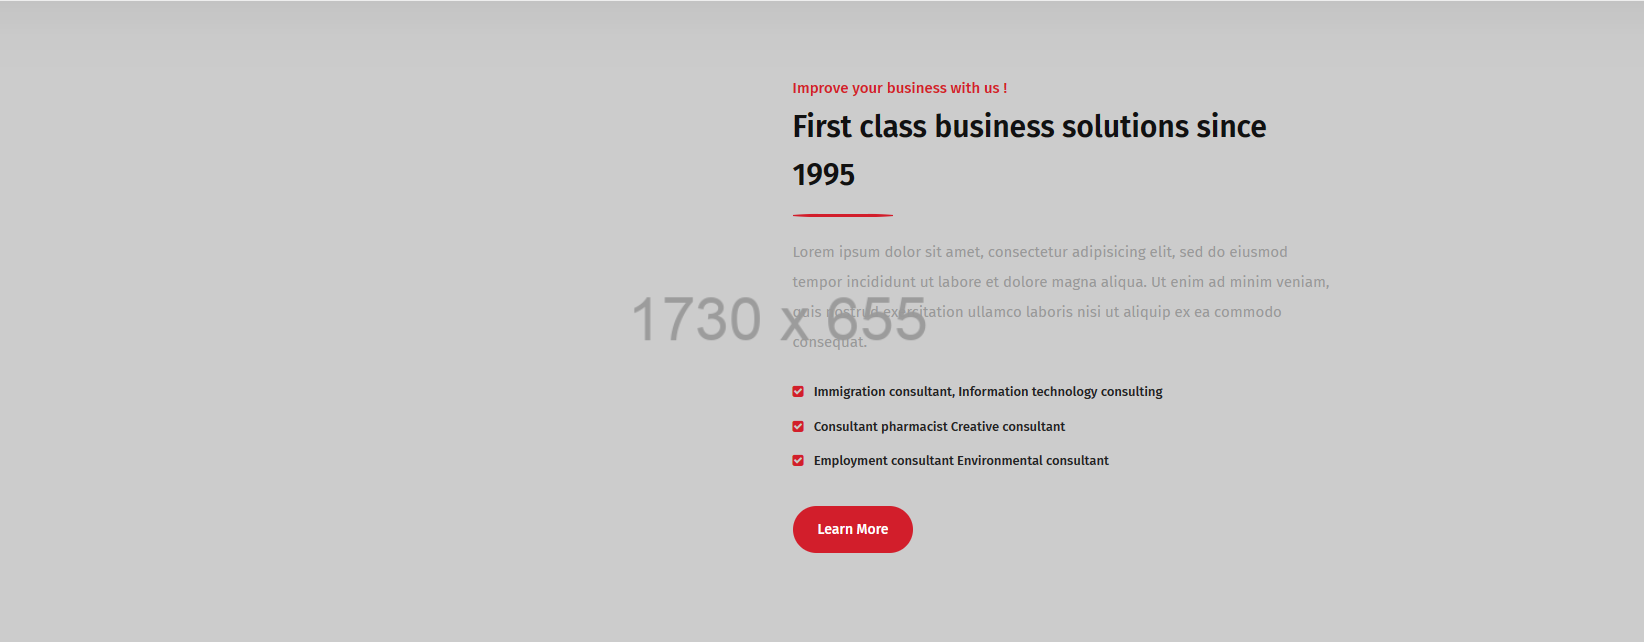 Improve your business with us !
First class business solutions since
1995
Lorem ipsum dolor sit amet, consectetur adipisicing elit, sed do eiusmod
tempor incididunt ut labore et dolore magna aliqua. Ut enim ad minim veniam,
quis nostrud exercitation ullamco laboris nisi ut aliquip ex ea commodo
consequat.
1730 x 655
Immigration consultant, Information technology consulting
Consultant pharmacist Creative consultant
Employment consultant Environmental consultant
Learn More